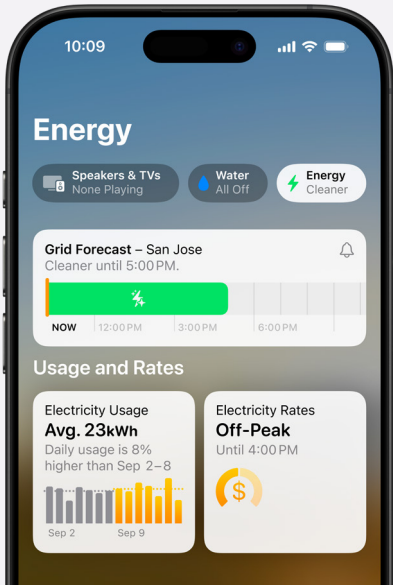 10:09
Energy
Speakers & TVs
None Playing
Water
All Off
Energy
Cleaner
Grid Forecast – San Jose
Cleaner until 5:00 PM.
NOW
12:00 PM
3:00 PM
6:00 PM
Usage and Rates
Electricity Usage
Avg. 23kWh
Daily usage is 8%
higher than Sep 2–8
Sep 2
Sep 9
Electricity Rates
Off-Peak
Until 4:00 PM
$